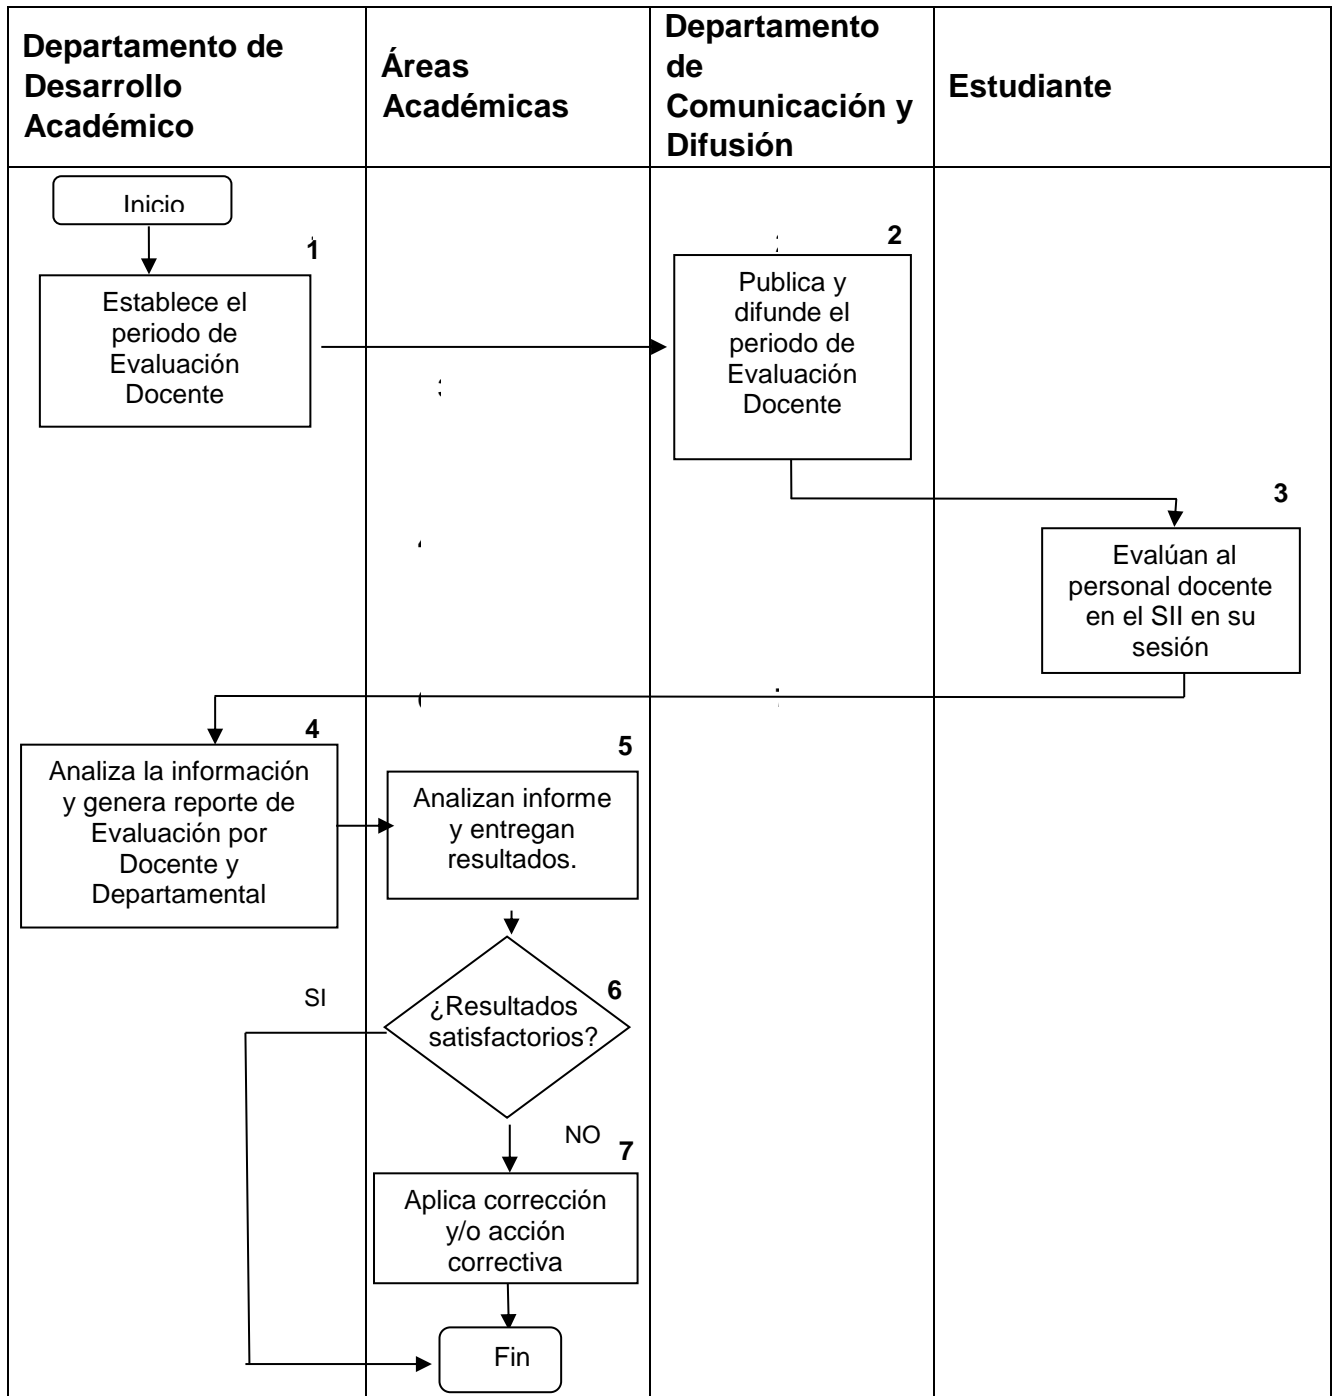 Departamento de
Desarrollo
Académico
Áreas
Académicas
Departamento
de
Comunicación y
Difusión
Estudiante
Inicio
1
Establece el
periodo de
Evaluación
Docente
2
Publica y
difunde el
periodo de
Evaluación
Docente
3
Evalúan al
personal docente
en el SII en su
sesión
4
Analiza la información
y genera reporte de
Evaluación por
Docente y
Departamental
5
Analizan informe
y entregan
resultados.
6
¿Resultados
satisfactorios?
SI
NO
7
Aplica corrección
y/o acción
correctiva
Fin